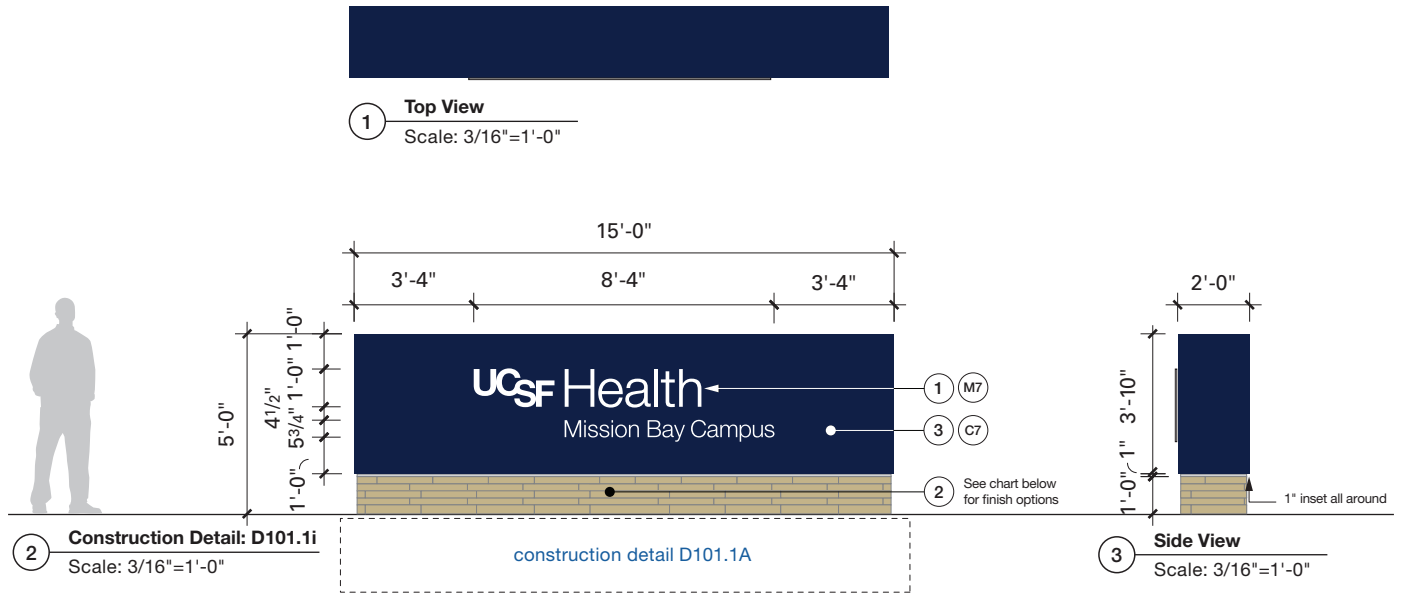 1
Top View
Scale: 3/16"=1'-0"
15'-0"
3'-4"
8'-4"
3'-4"
2'-0"
5'-0"
1'-0"
1'-0"
4 1/2"
5 3/4"
1'-0"
UCSF Health
Mission Bay Campus
1 M7
3 C7
2
See chart below
for finish options
3'-10"
1"
1'-0"
1" inset all around
2
Construction Detail: D101.1i
Scale: 3/16"=1'-0"
construction detail D101.1A
3
Side View
Scale: 3/16"=1'-0"